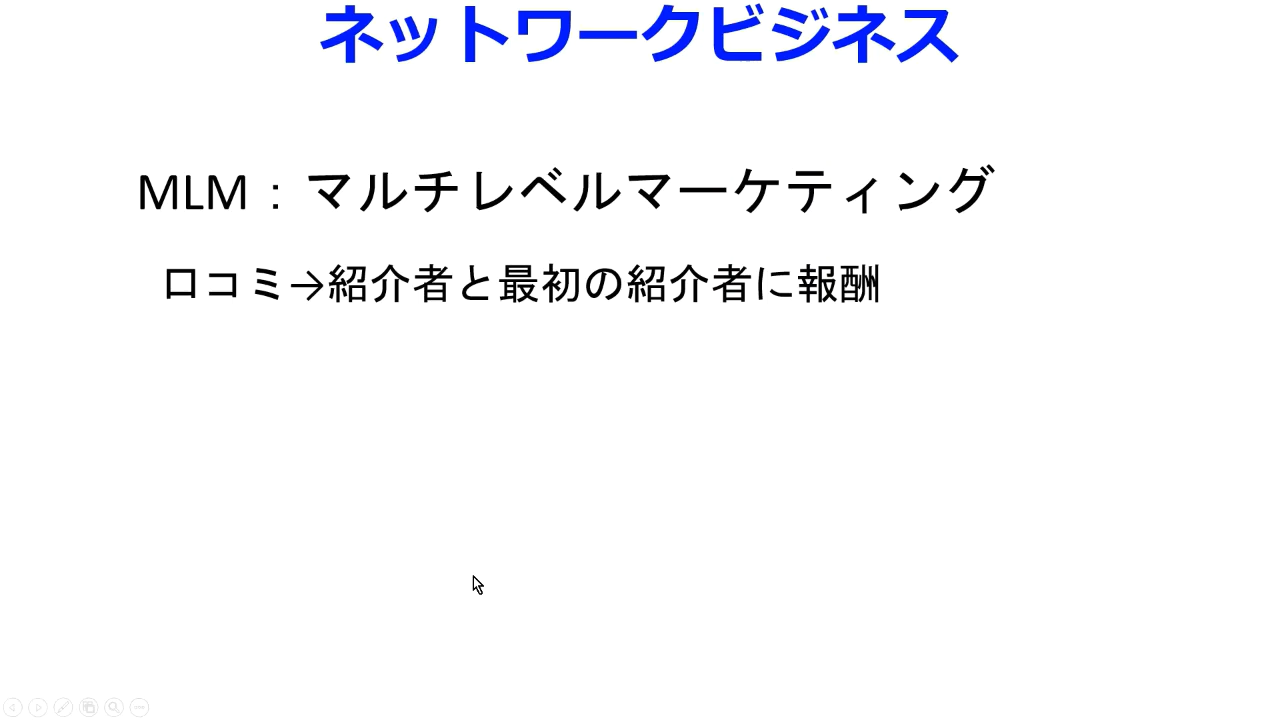 ネットワークビジネス
MLM：マルチレベルマーケティング
口コミ→紹介者と最初の紹介者に報酬